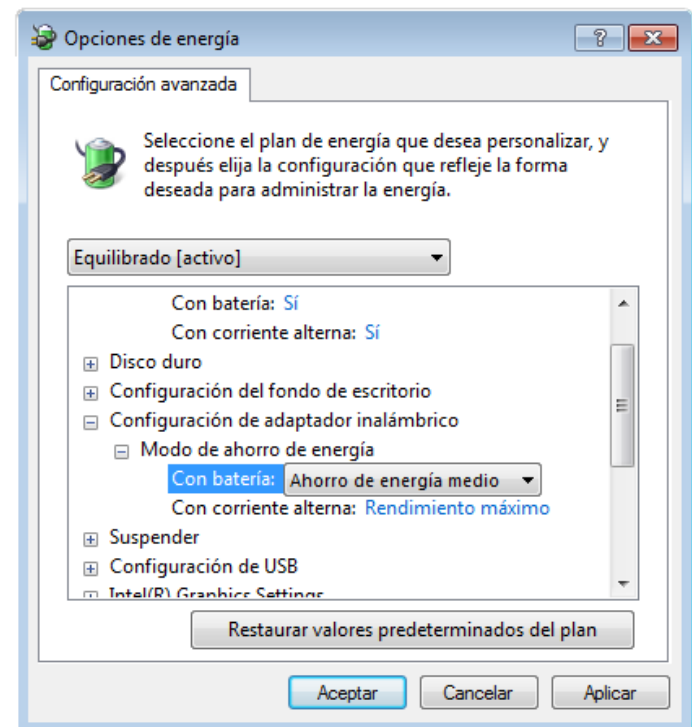 Opciones de energía
Configuración avanzada
Seleccione el plan de energía que desea personalizar, y
después elija la configuración que refleje la forma
deseada para administrar la energía.
Equilibrado [activo]
Con batería: Sí
Con corriente alterna: Sí
Disco duro
Configuración del fondo de escritorio
Configuración de adaptador inalámbrico
Modo de ahorro de energía
Con batería: Ahorro de energía medio
Con corriente alterna: Rendimiento máximo
Suspender
Configuración de USB
Intel(R) Graphics Settings
Restaurar valores predeterminados del plan
Aceptar Cancelar Aplicar